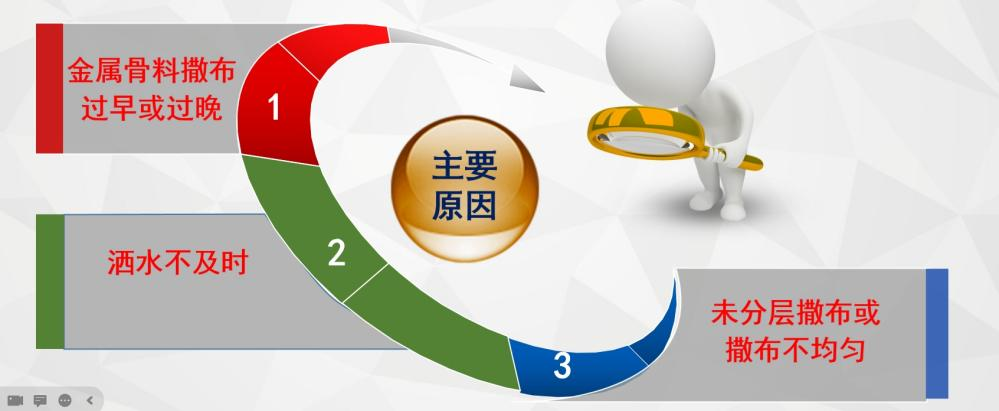 金属骨料撒布
过早或过晚
1
主要
原因
2
洒水不及时
3
未分层撒布或
撒布不均匀